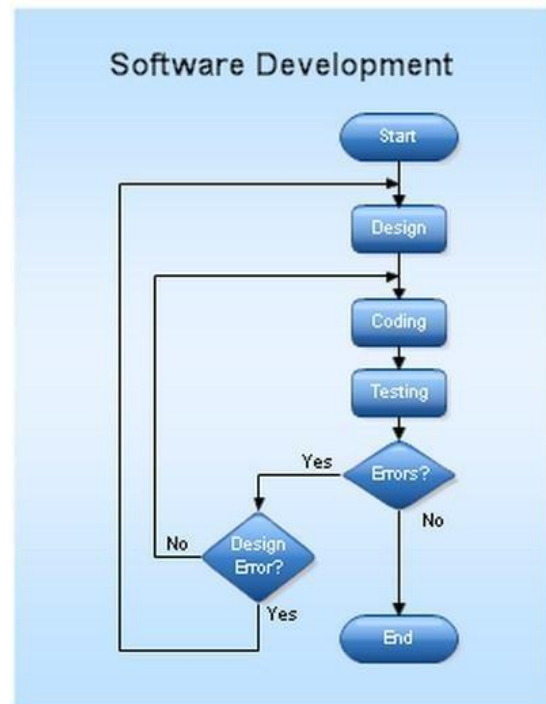 Software Development
Start
Design
Coding
Testing
Errors?
Yes
No
Design
Error?
No
Yes
End